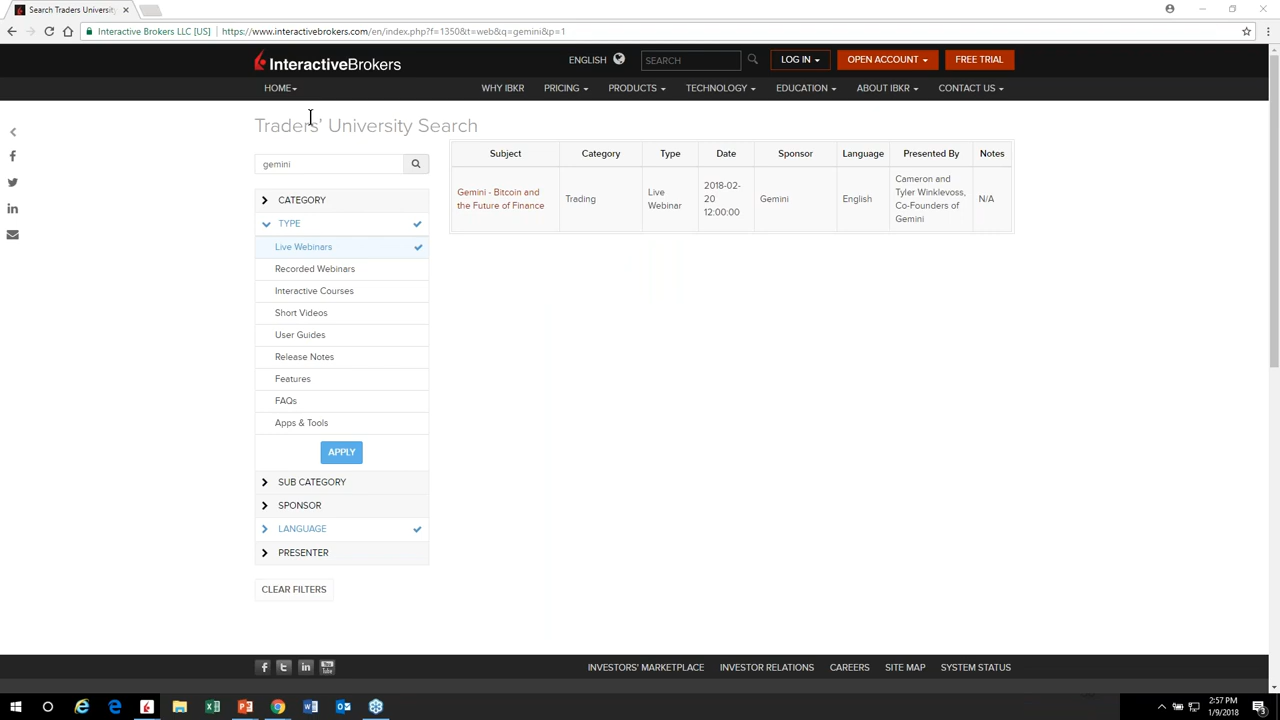 Search Traders University
Interactive Brokers LLC [US]
https://www.interactivebrokers.com/en/index.php?f=1350&t=web&q=gemini&p=1
InteractiveBrokers
ENGLISH
SEARCH
LOG IN
OPEN ACCOUNT
FREE TRIAL
HOME
WHY IBKR
PRICING
PRODUCTS
TECHNOLOGY
EDUCATION
ABOUT IBKR
CONTACT US
Traders' University Search
gemini
CATEGORY
TYPE
Live Webinars
Recorded Webinars
Interactive Courses
Short Videos
User Guides
Release Notes
Features
FAQs
Apps & Tools
APPLY
SUB CATEGORY
SPONSOR
LANGUAGE
PRESENTER
CLEAR FILTERS
Subject
Category
Type
Date
Sponsor
Language
Presented By
Notes
Gemini - Bitcoin and
the Future of Finance
Trading
Live
Webinar
2018-02-
20
12:00:00
Gemini
English
Cameron and
Tyler Winklevoss,
Co-Founders of
Gemini
N/A
You
Tube
INVESTORS' MARKETPLACE
INVESTOR RELATIONS
CAREERS
SITE MAP
SYSTEM STATUS
2:57 PM
1/9/2018
3